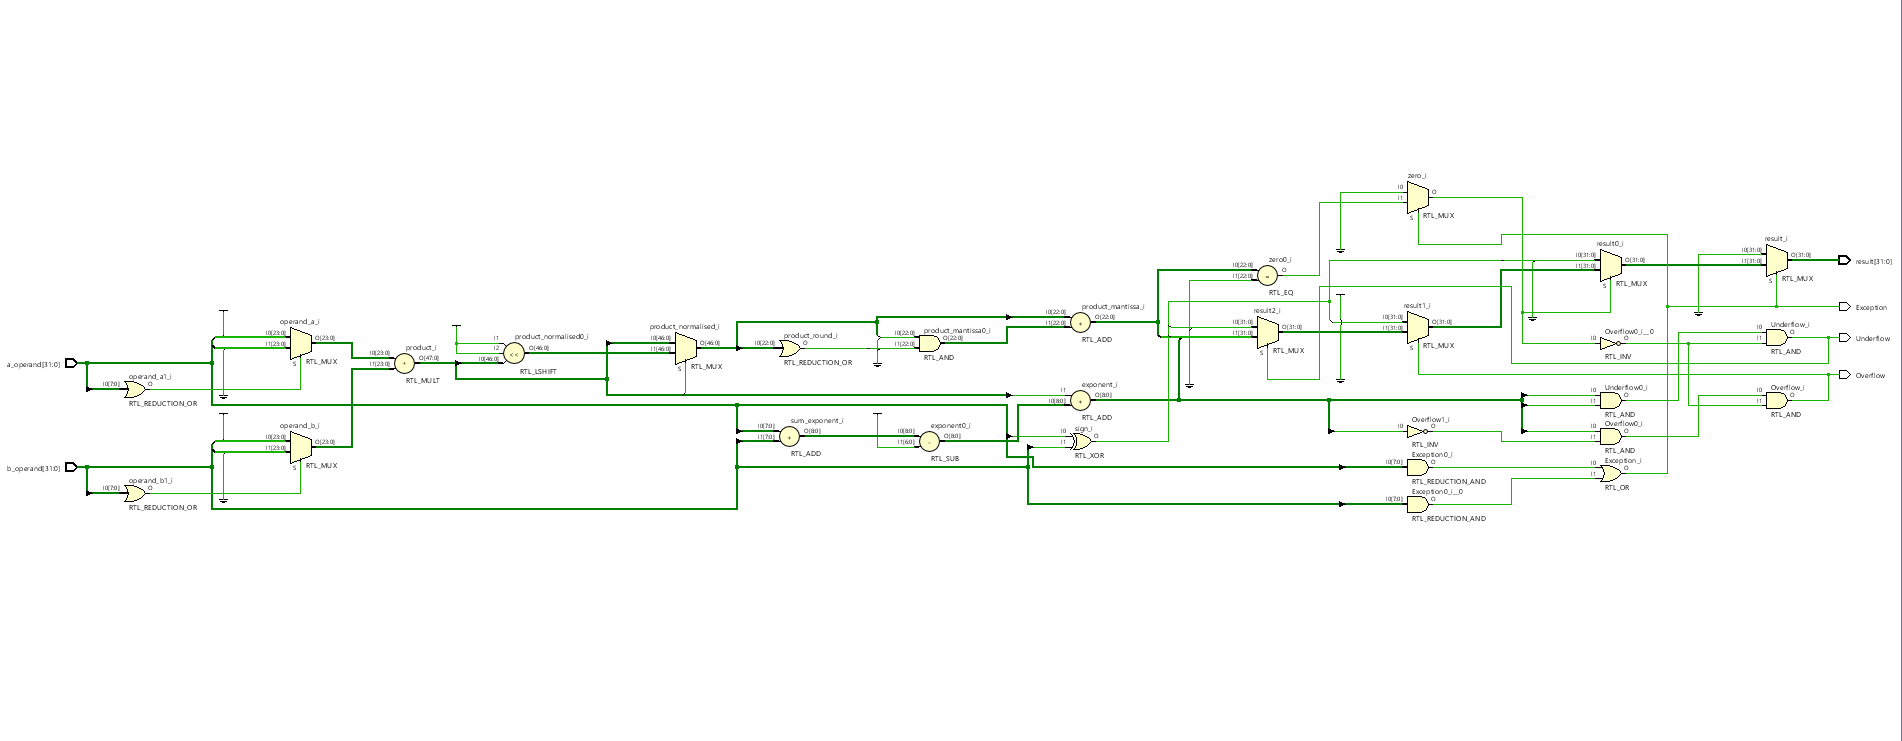 a_operand[31:0]
I0[7:0]
operand_a1_i
O
RTL_REDUCTION_OR
operand_a_i
I0[23:0]
I1[23:0]
O[23:0]
S
RTL_MUX
b_operand[31:0]
I0[7:0]
operand_b1_i
O
RTL_REDUCTION_OR
operand_b_i
I0[23:0]
I1[23:0]
O[23:0]
S
RTL_MUX
product_i
I0[23:0]
I1[23:0]
O[47:0]
RTL_MULT
product_normalised0_i
I1
I2
I0[46:0]
O[46:0]
RTL_LSHIFT
product_normalised_i
I0[46:0]
I1[46:0]
O[46:0]
S
RTL_MUX
product_round_i
I0[22:0]
O
RTL_REDUCTION_OR
product_mantissa0_i
I0[22:0]
I1[22:0]
O[22:0]
RTL_AND
sum_exponent_i
I0[7:0]
I1[7:0]
O[8:0]
RTL_ADD
exponent0_i
I0[8:0]
I1[6:0]
O[8:0]
RTL_SUB
product_mantissa_i
I0[22:0]
I1[22:0]
O[22:0]
RTL_ADD
exponent_i
I1
I0[8:0]
O[8:0]
RTL_ADD
sign_i
I0
I1
O
RTL_XOR
zero0_i
I0[22:0]
I1[22:0]
O
RTL_EQ
result2_i
I0[31:0]
I1[31:0]
O[31:0]
S
RTL_MUX
zero_i
I0
I1
O
S
RTL_MUX
result1_i
I0[31:0]
I1[31:0]
O[31:0]
S
RTL_MUX
Overflow1_i
I0
O
RTL_INV
Exception0_i
I0[7:0]
O
RTL_REDUCTION_AND
Exception0_i__0
I0[7:0]
O
RTL_REDUCTION_AND
result0_i
I0[31:0]
I1[31:0]
O[31:0]
S
RTL_MUX
Overflow0_i__0
I0
O
RTL_INV
Underflow0_i
I0
I1
O
RTL_AND
Overflow0_i
I0
I1
O
RTL_AND
Exception_i
I0
I1
O
RTL_OR
result_i
I0[31:0]
I1[31:0]
O[31:0]
S
RTL_MUX
Underflow_i
I0
I1
O
RTL_AND
Overflow_i
I0
I1
O
RTL_AND
result[31:0]
Exception
Underflow
Overflow